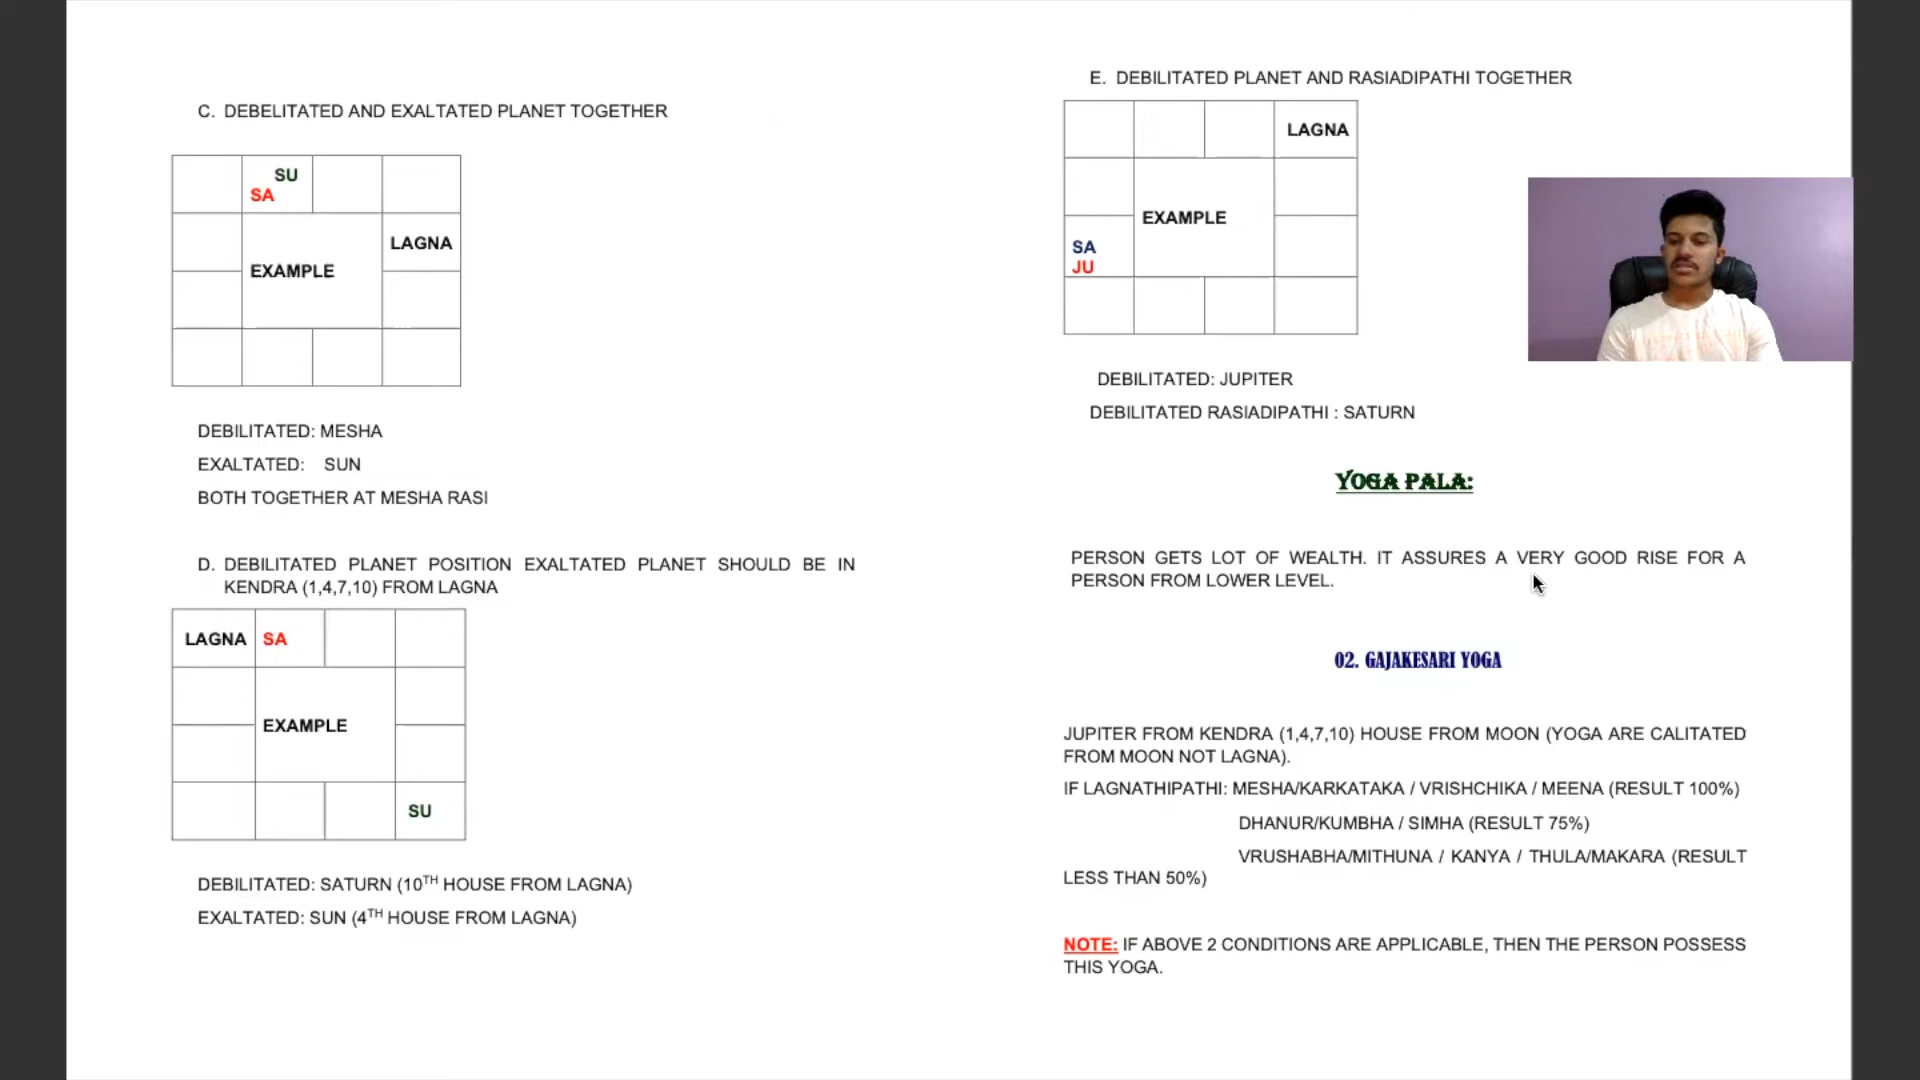 C. DEBELITATED AND EXALTATED PLANET TOGETHER
SU
SA
LAGNA
EXAMPLE
DEBILITATED: MESHA
EXALTATED: SUN
BOTH TOGETHER AT MESHA RASI
D. DEBILITATED PLANET POSITION EXALTATED PLANET SHOULD BE IN
KENDRA (1,4,7,10) FROM LAGNA
LAGNA SA
EXAMPLE
SU
DEBILITATED: SATURN (10TH HOUSE FROM LAGNA)
EXALTATED: SUN (4TH HOUSE FROM LAGNA)
E. DEBILITATED PLANET AND RASIADIPATHI TOGETHER
LAGNA
EXAMPLE
SA
JU
DEBILITATED: JUPITER
DEBILITATED RASIADIPATHI : SATURN
YOGA PALA:
PERSON GETS LOT OF WEALTH. IT ASSURES A VERY GOOD RISE FOR A
PERSON FROM LOWER LEVEL.
02. GAJAKESARI YOGA
JUPITER FROM KENDRA (1,4,7,10) HOUSE FROM MOON (YOGA ARE CALITATED
FROM MOON NOT LAGNA).
IF LAGNATHIPATHI: MESHA/KARKATAKA / VRISHCHIKA / MEENA (RESULT 100%)
DHANUR/KUMBHA / SIMHA (RESULT 75%)
VRUSHABHA/MITHUNA / KANYA / THULA/MAKARA (RESULT
LESS THAN 50%)
NOTE: IF ABOVE 2 CONDITIONS ARE APPLICABLE, THEN THE PERSON POSSESS
THIS YOGA.